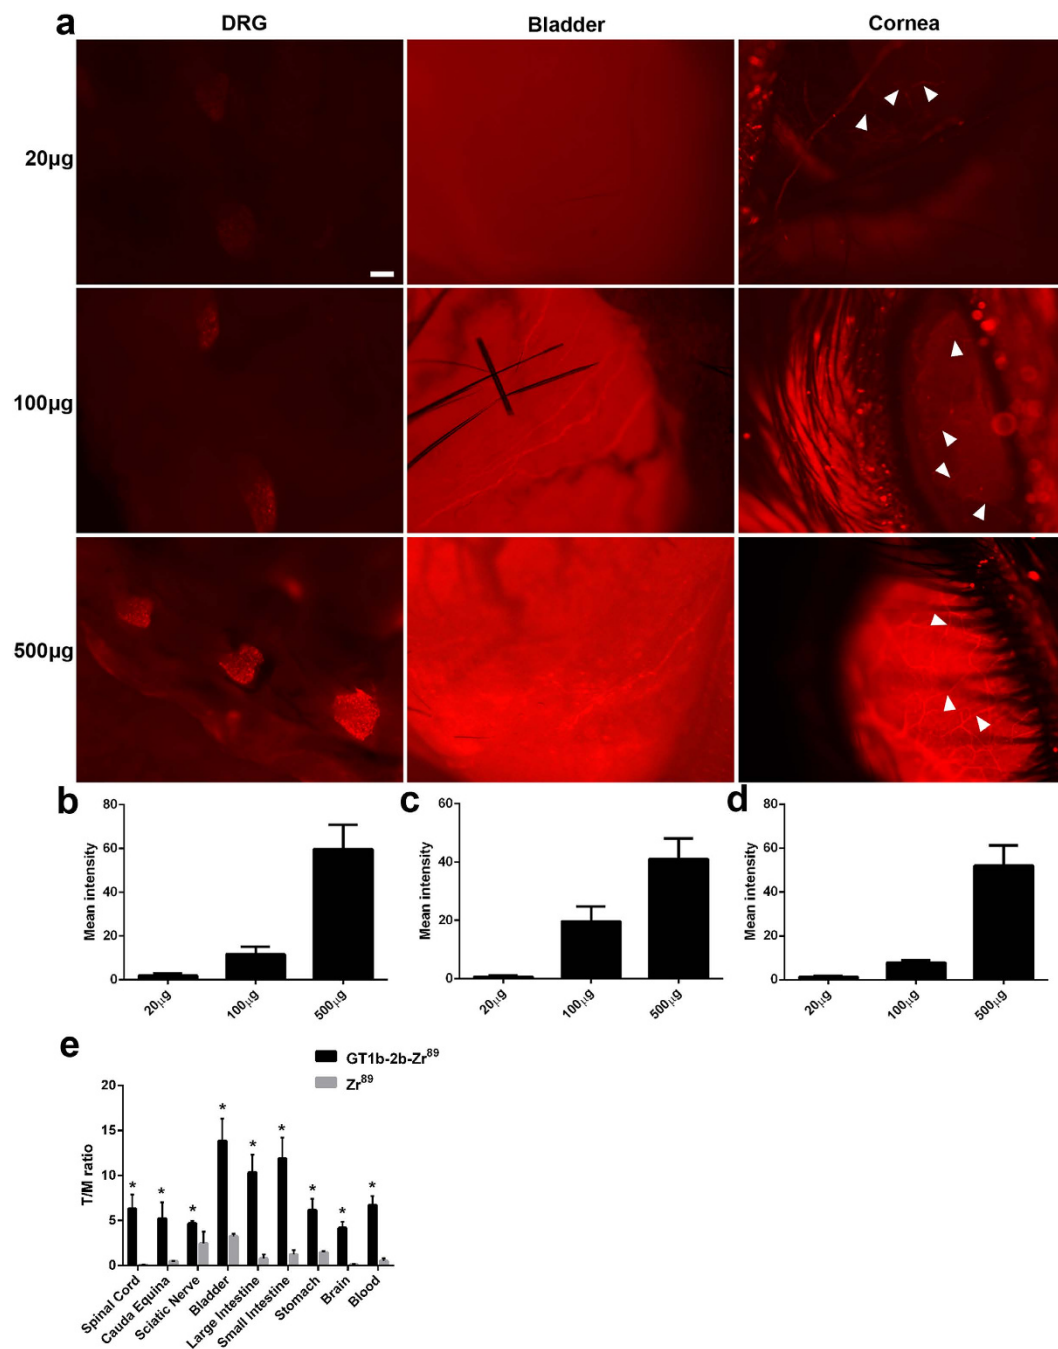 a
DRG Bladder Cornea
20µg
100µg
500µg
b
Mean intensity
80
60
40
20
0
20µg 100µg 500µg
c
Mean intensity
60
40
20
0
20µg 100µg 500µg
d
Mean intensity
80
60
40
20
0
20µg 100µg 500µg
e
GT1b-2b-Zr⁸⁹
Zr⁸⁹
T/M ratio
20
15
10
5
0
* * * * * * * * *
Spinal Cord
Cauda Equina
Sciatic Nerve
Bladder
Large Intestine
Small Intestine
Stomach
Brain
Blood